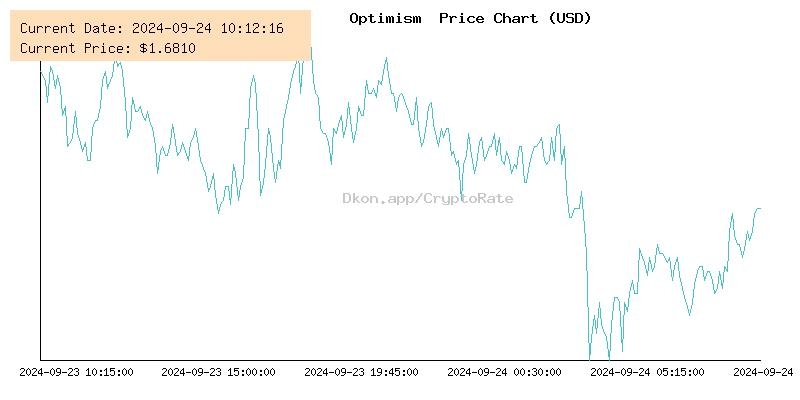 Optimism  Price Chart (USD)
Current Date: 2024-09-24 10:12:16
Current Price: $1.6810
Dkon.app/CryptoRate
2024-09-23 10:15:00 2024-09-23 15:00:00 2024-09-23 19:45:00 2024-09-24 00:30:00 2024-09-24 05:15:00 2024-09-24